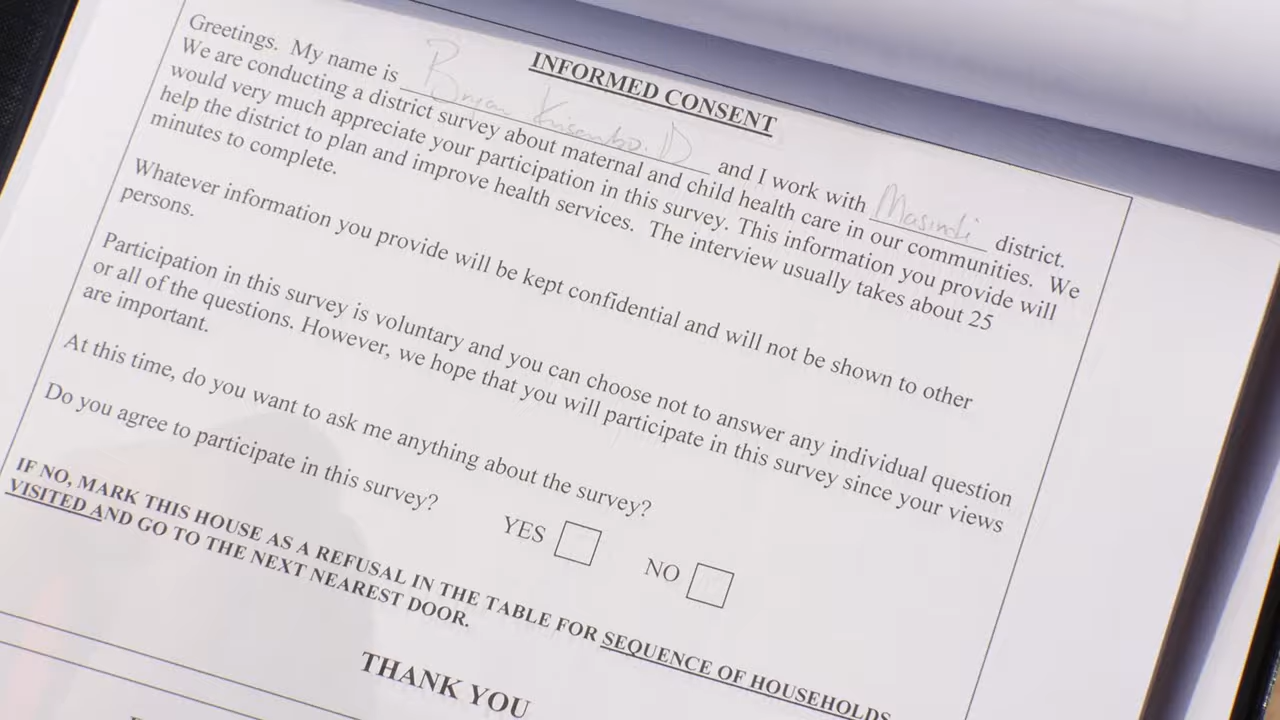 INFORMED CONSENT
Greetings. My name is Bryan and I work with Masindi district.
We are conducting a district survey about maternal and child health care in our communities. We
would very much appreciate your participation in this survey. This information you provide will
help the district to plan and improve health services. The interview usually takes about 25
minutes to complete.
Whatever information you provide will be kept confidential and will not be shown to other
persons.
Participation in this survey is voluntary and you can choose not to answer any individual question
or all of the questions. However, we hope that you will participate in this survey since your views
are important.
At this time, do you want to ask me anything about the survey?
Do you agree to participate in this survey?
YES NO
IF NO, MARK THIS HOUSE AS A REFUSAL IN THE TABLE FOR SEQUENCE OF HOUSEHOLDS
VISITED AND GO TO THE NEXT NEAREST DOOR.
THANK YOU